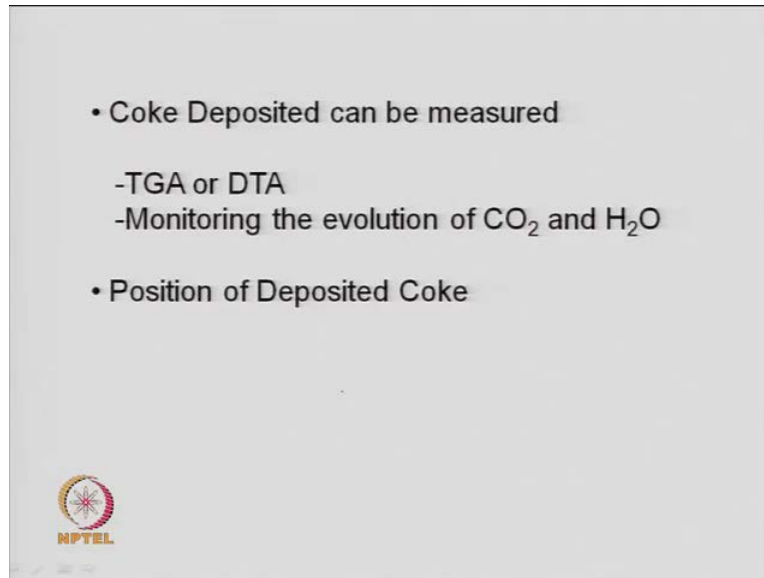 • Coke Deposited can be measured
-TGA or DTA
-Monitoring the evolution of CO₂ and H₂O
• Position of Deposited Coke
NPTEL